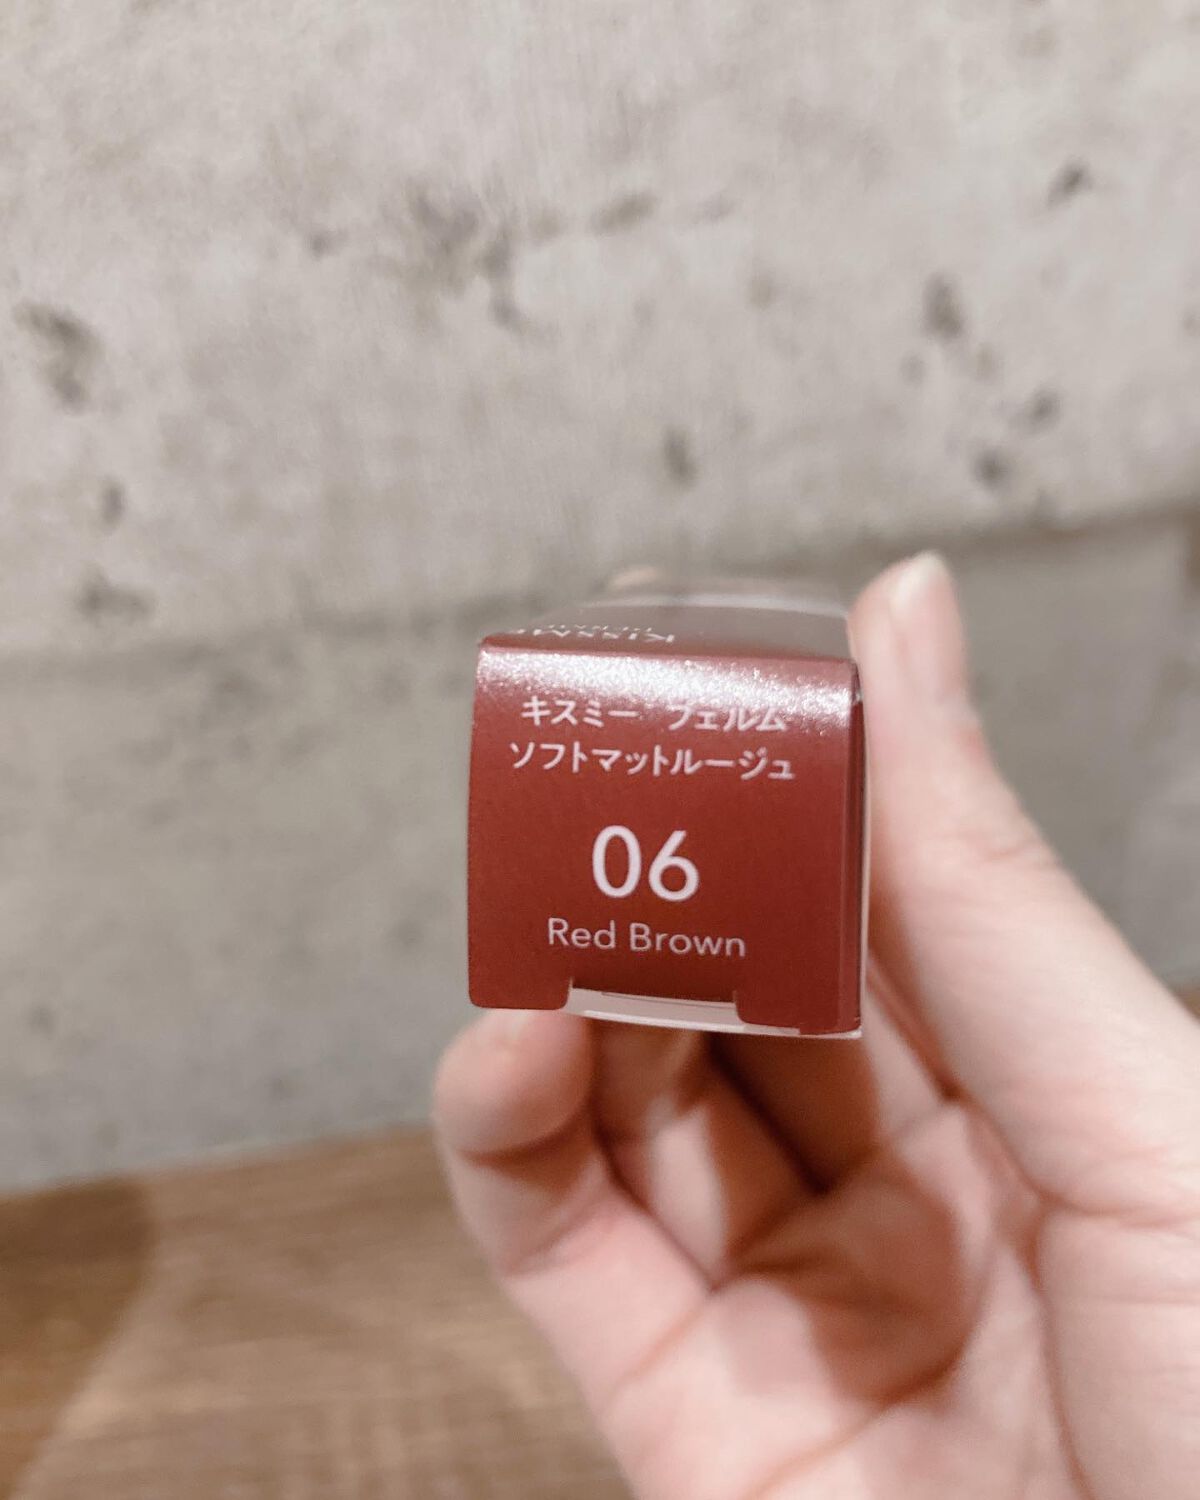 キスミー フェルム
ソフトマットルージュ
06
Red Brown